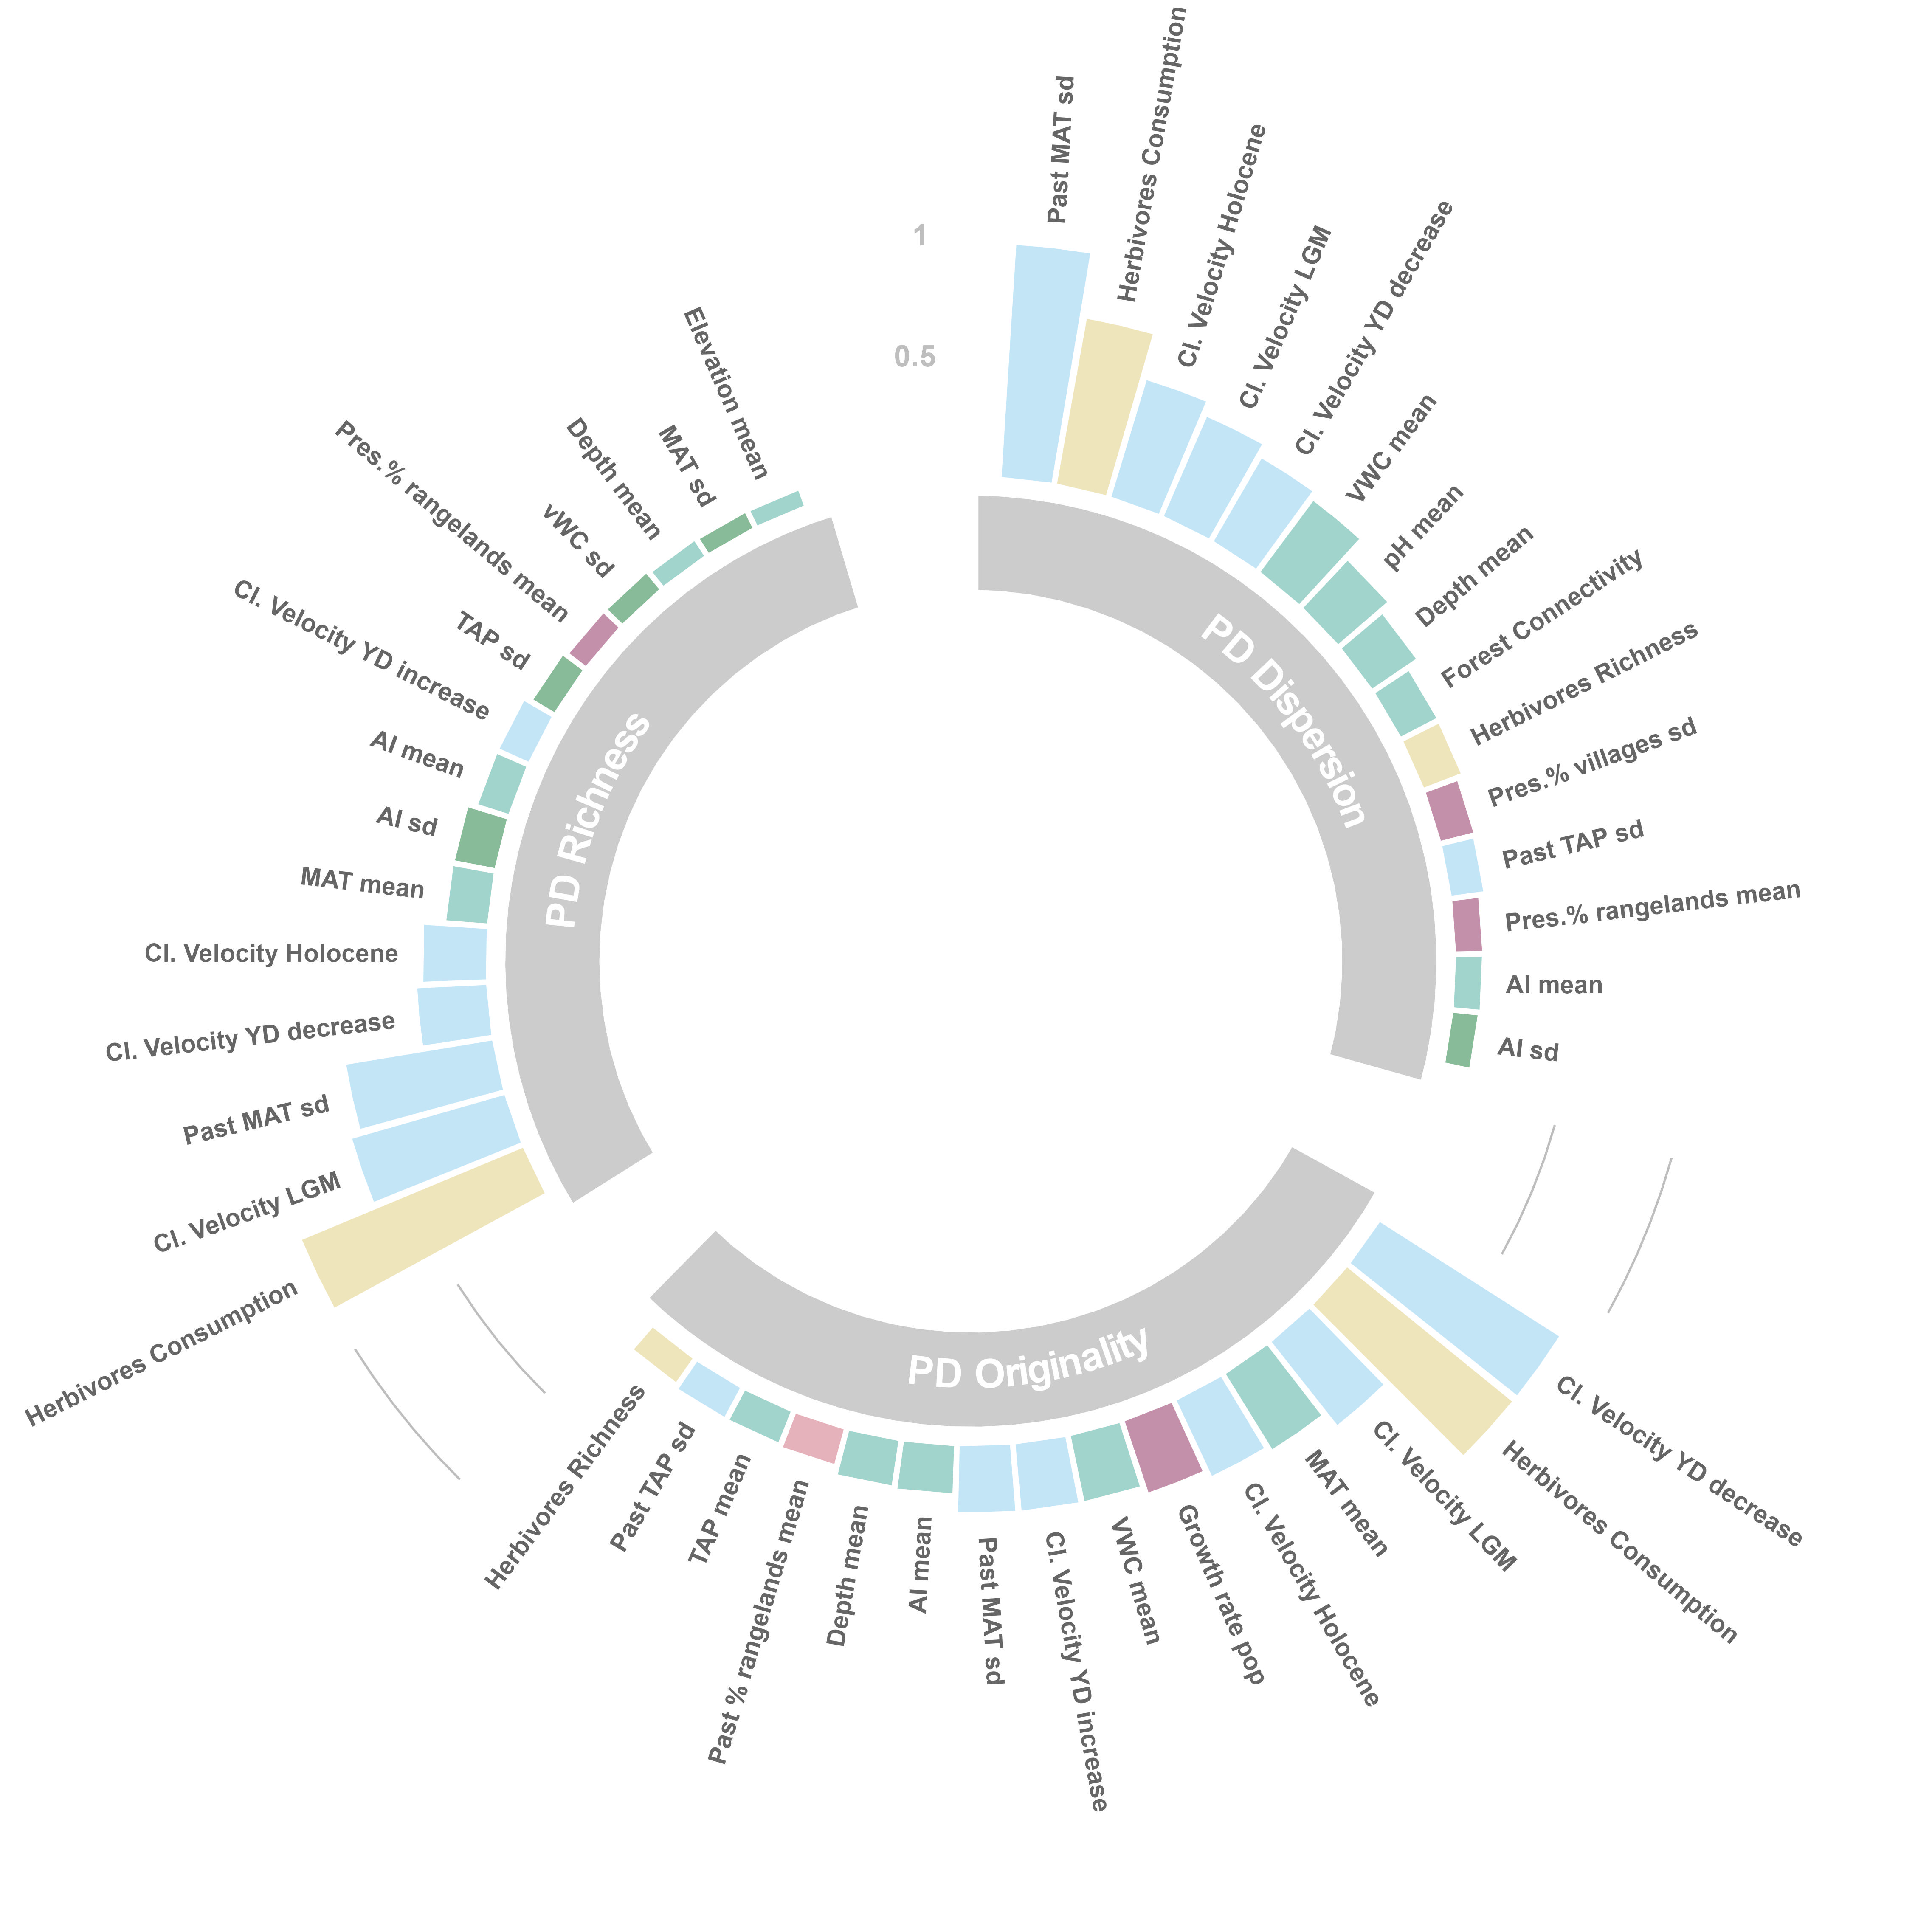 1
0.5
Past MAT sd
Herbivores Consumption
Cl. Velocity Holocene
Cl. Velocity LGM
Cl. Velocity YD decrease
VWC mean
pH mean
Depth mean
Forest Connectivity
Herbivores Richness
Pres.% villages sd
Past TAP sd
Pres.% rangelands mean
AI mean
AI sd
PD Dispersion
Cl. Velocity YD decrease
Herbivores Consumption
Cl. Velocity LGM
MAT mean
Cl. Velocity Holocene
Growth rate pop
VWC mean
Cl. Velocity YD increase
Past MAT sd
AI mean
Depth mean
Past % rangelands mean
TAP mean
Past TAP sd
Herbivores Richness
PD Originality
Herbivores Consumption
Cl. Velocity LGM
Past MAT sd
Cl. Velocity YD decrease
Cl. Velocity Holocene
MAT mean
AI sd
AI mean
Cl. Velocity YD increase
TAP sd
Pres.% rangelands mean
vWC sd
Depth mean
MAT sd
Elevation mean
PD Richness